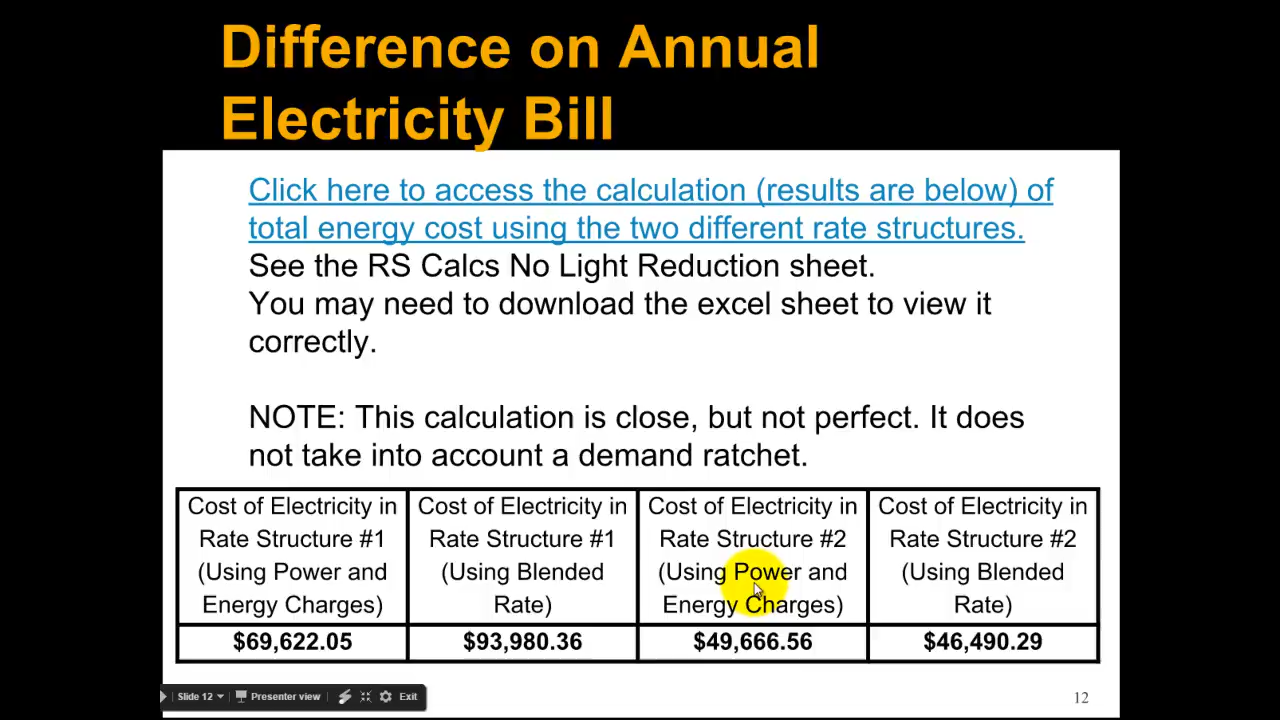 Difference on Annual
Electricity Bill
Click here to access the calculation (results are below) of
total energy cost using the two different rate structures.
See the RS Calcs No Light Reduction sheet.
You may need to download the excel sheet to view it
correctly.
NOTE: This calculation is close, but not perfect. It does
not take into account a demand ratchet.
Cost of Electricity in
Rate Structure #1
(Using Power and
Energy Charges)
Cost of Electricity in
Rate Structure #1
(Using Blended
Rate)
Cost of Electricity in
Rate Structure #2
(Using Power and
Energy Charges)
Cost of Electricity in
Rate Structure #2
(Using Blended
Rate)
$69,622.05
$93,980.36
$49,666.56
$46,490.29
Slide 12
Presenter view
Exit
12